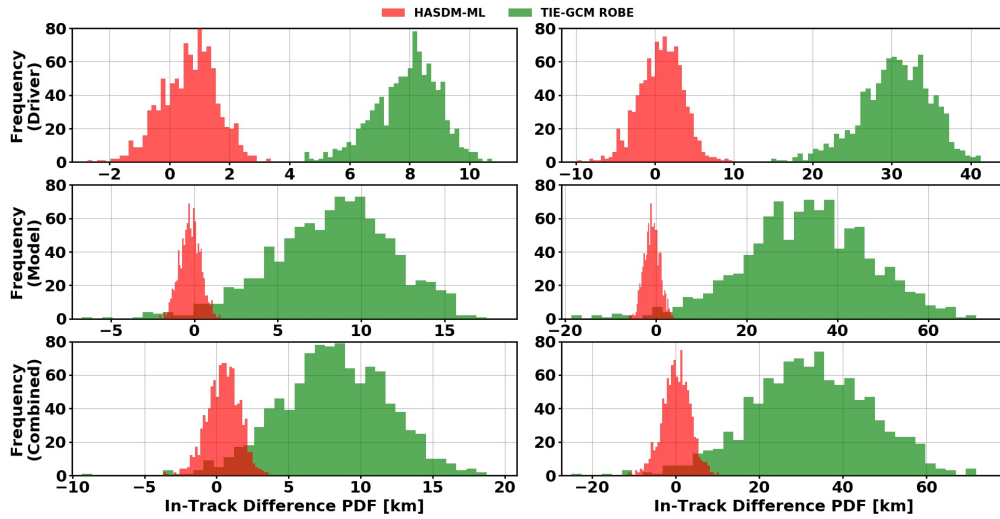 HASDM-ML TIE-GCM ROBE
Frequency
(Driver)
80
60
40
20
0
−2 0 2 4 6 8 10
80
60
40
20
0
−10 0 10 20 30 40
Frequency
(Model)
80
60
40
20
0
−5 0 5 10 15
80
60
40
20
0
−20 0 20 40 60
Frequency
(Combined)
80
60
40
20
0
−10 −5 0 5 10 15 20
In-Track Difference PDF [km]
80
60
40
20
0
−20 0 20 40 60
In-Track Difference PDF [km]